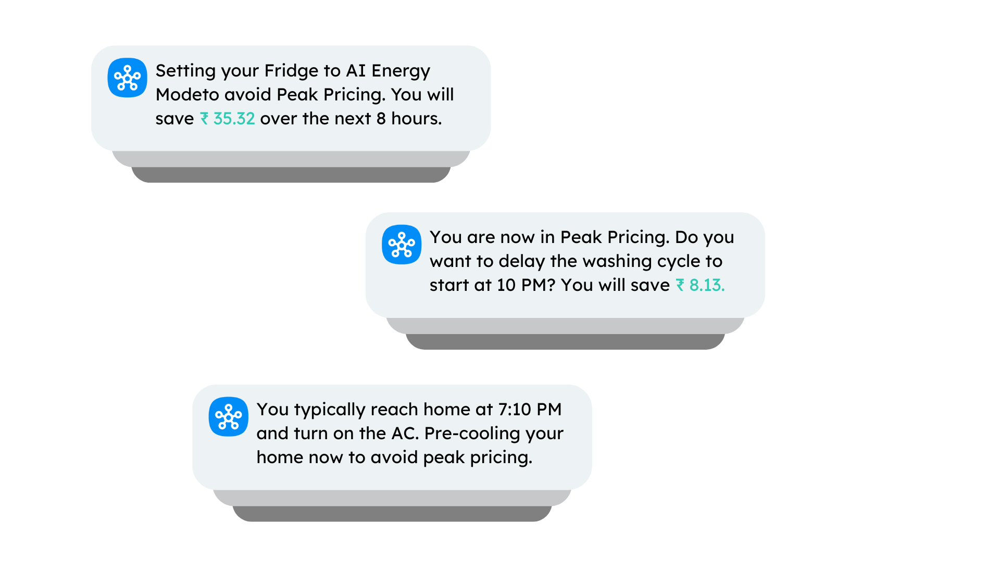 Setting your Fridge to AI Energy
Modeto avoid Peak Pricing. You will
save ₹ 35.32 over the next 8 hours.
You are now in Peak Pricing. Do you
want to delay the washing cycle to
start at 10 PM? You will save ₹ 8.13.
You typically reach home at 7:10 PM
and turn on the AC. Pre-cooling your
home now to avoid peak pricing.